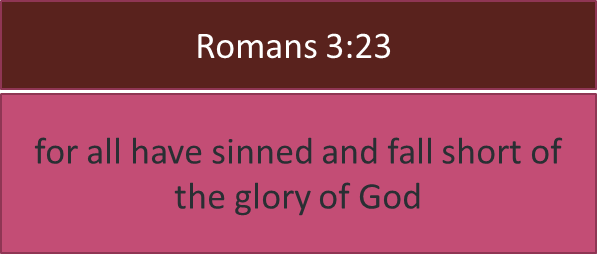 Romans 3:23
for all have sinned and fall short of
the glory of God